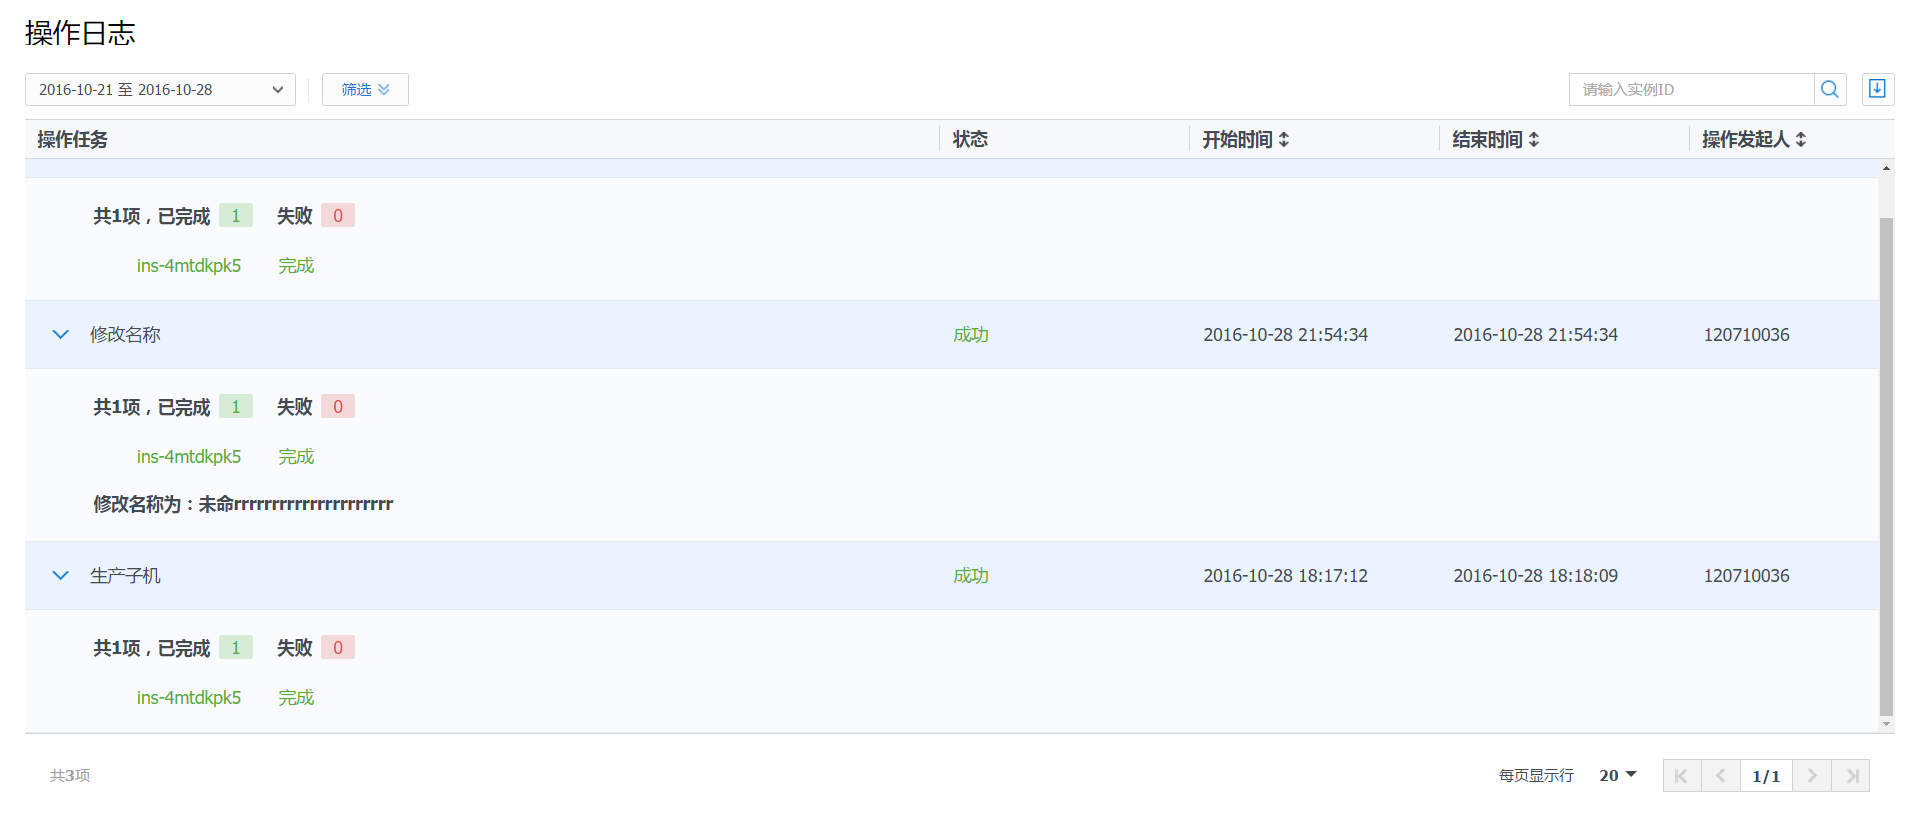 操作日志
2016-10-21 至 2016-10-28 筛选 请输入实例ID
操作任务 状态 开始时间 结束时间 操作发起人
共1项，已完成 1 失败 0
ins-4mtdkpk5 完成
修改名称 成功 2016-10-28 21:54:34 2016-10-28 21:54:34 120710036
共1项，已完成 1 失败 0
ins-4mtdkpk5 完成
修改名称为：未命rrrrrrrrrrrrrrrrrrrrr
生产子机 成功 2016-10-28 18:17:12 2016-10-28 18:18:09 120710036
共1项，已完成 1 失败 0
ins-4mtdkpk5 完成
共3项 每页显示行 20 1/1